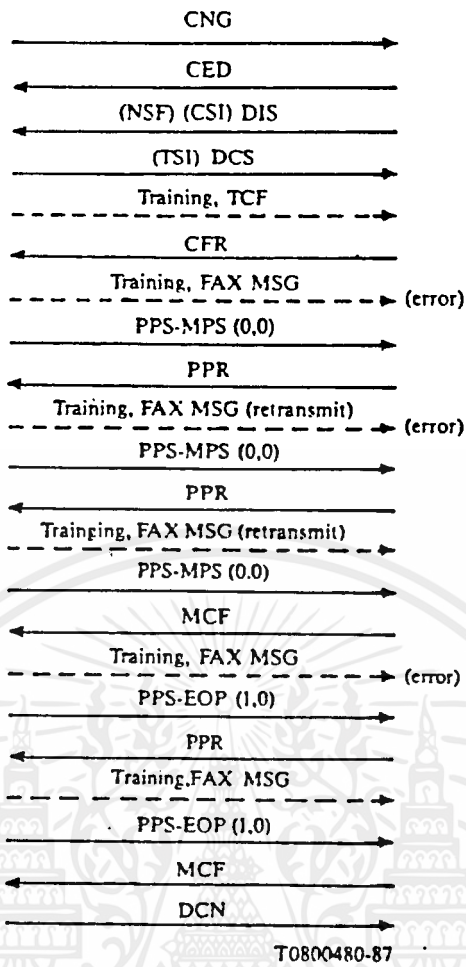 CNG
CED
(NSF) (CSI) DIS
(TSI) DCS
Training, TCF
CFR
Training, FAX MSG
(error)
PPS-MPS (0,0)
PPR
Training, FAX MSG (retransmit)
(error)
PPS-MPS (0,0)
PPR
Trainging, FAX MSG (retransmit)
PPS-MPS (0.0)
MCF
Training, FAX MSG
(error)
PPS-EOP (1,0)
PPR
Training,FAX MSG
PPS-EOP (1,0)
MCF
DCN
T0800480-87